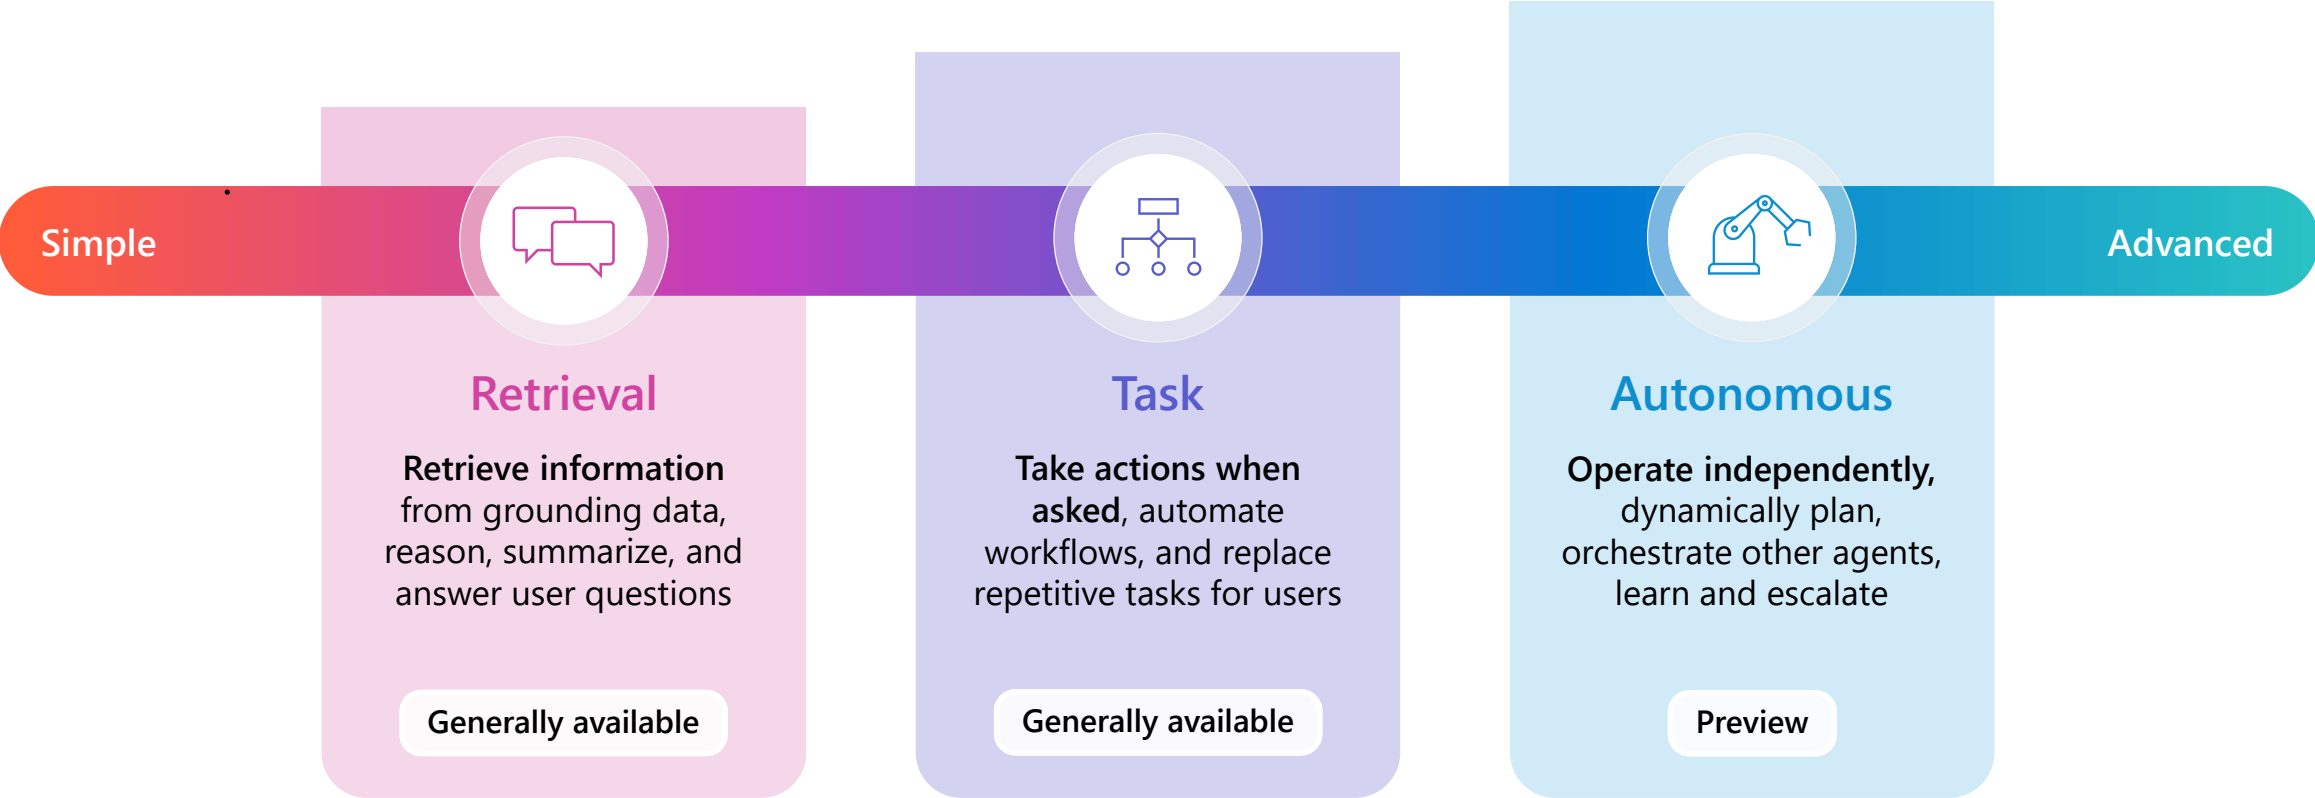 Simple
Advanced
Retrieval
Retrieve information
from grounding data,
reason, summarize, and
answer user questions
Generally available
Task
Take actions when
asked, automate
workflows, and replace
repetitive tasks for users
Generally available
Autonomous
Operate independently,
dynamically plan,
orchestrate other agents,
learn and escalate
Preview